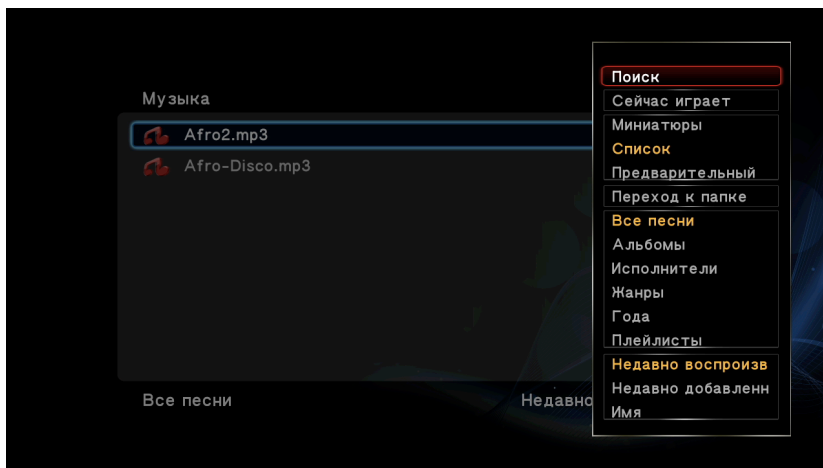 Музыка
Afro2.mp3
Afro-Disco.mp3
Все песни
Недавно
Поиск
Сейчас играет
Миниатюры
Список
Предварительный
Переход к папке
Все песни
Альбомы
Исполнители
Жанры
Года
Плейлисты
Недавно воспроизв
Недавно добавленн
Имя